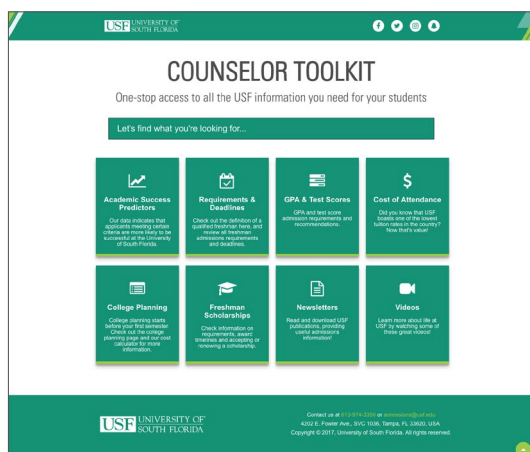 USF UNIVERSITY OF
SOUTH FLORIDA
COUNSELOR TOOLKIT
One-stop access to all the USF information you need for your students
Let's find what you're looking for...
Academic Success
Predictors
Our data indicates that
applicants meeting certain
criteria are more likely to be
successful at the University
of South Florida.
Requirements &
Deadlines
Check out the definition of a
qualified freshman here, and
review all freshman
admissions requirements
and deadlines.
GPA & Test Scores
GPA and test score
admission requirements and
recommendations.
Cost of Attendance
Did you know that USF
boasts one of the lowest
tuition rates in the country?
Now that's value!
College Planning
College planning starts
before your first semester.
Check out the college
planning page and our cost
calculator for more
information.
Freshman
Scholarships
Check information on
requirements, award
timelines and accepting or
renewing a scholarship.
Newsletters
Read and download USF
publications, providing
useful admissions
information!
Videos
Learn more about life at
USF by watching some of
these great videos!
USF UNIVERSITY OF
SOUTH FLORIDA
Contact us at or admissions@usf.edu
4202 E. Fowler Ave., SVC 1036, Tampa, FL 33620, USA
Copyright © 2017, University of South Florida. All rights reserved.